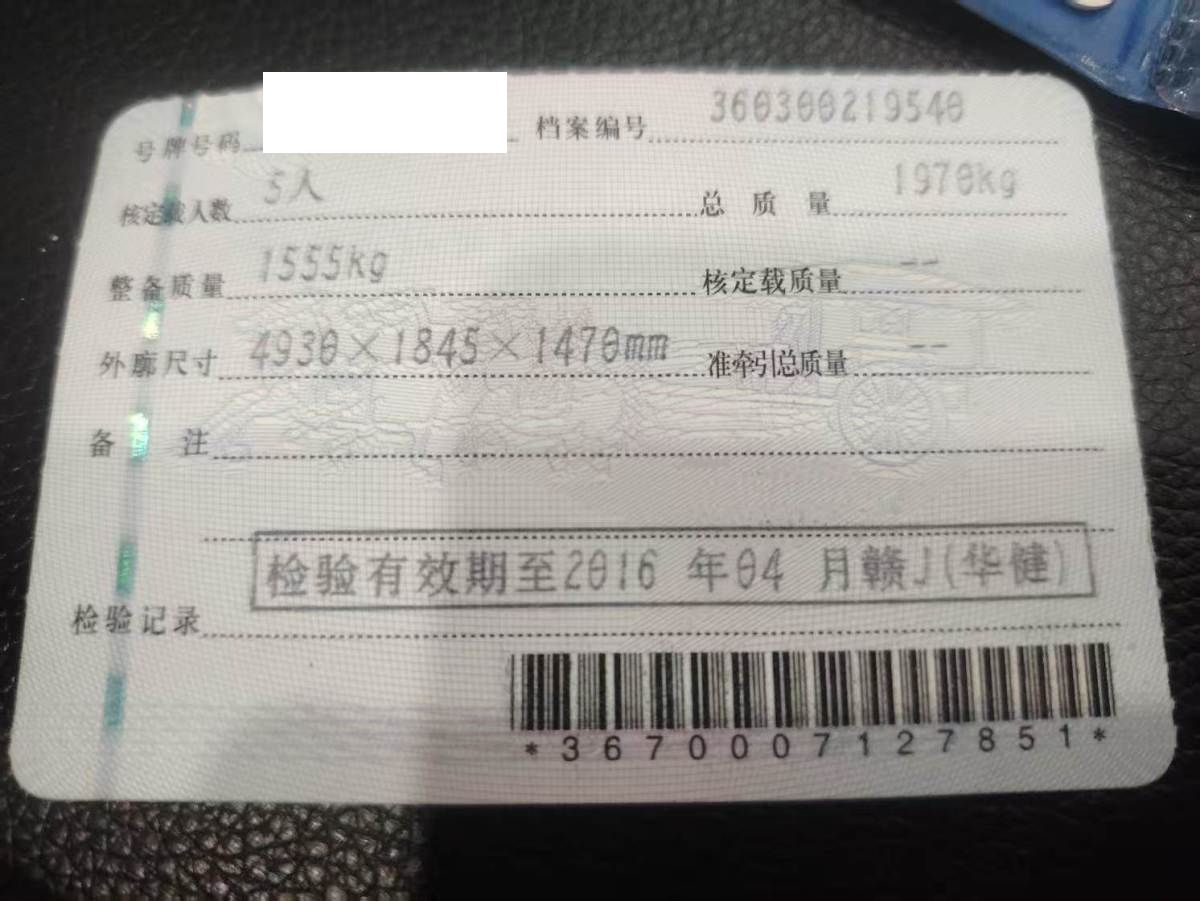 号牌号码 档案编号 360300219540
核定载人数 5人 总质量 1970kg
整备质量 1555kg 核定载质量 --
外廓尺寸 4930×1845×1470mm 准牵引总质量 --
备注
检验有效期至2016 年04 月赣J(华健)
检验记录
*3670007127851*